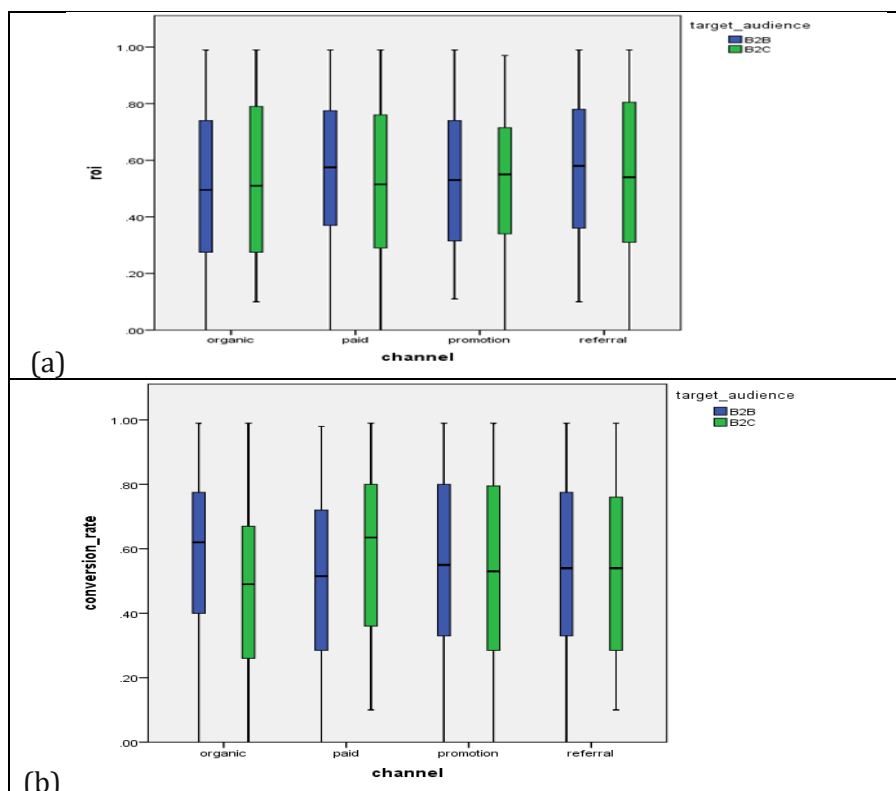 target_audience
B2B
B2C
1.00
.80
.60
.40
.20
.00
roi
organic paid promotion referral
channel
(a)
target_audience
B2B
B2C
1.00
.80
.60
.40
.20
.00
conversion_rate
organic paid promotion referral
channel
(b)